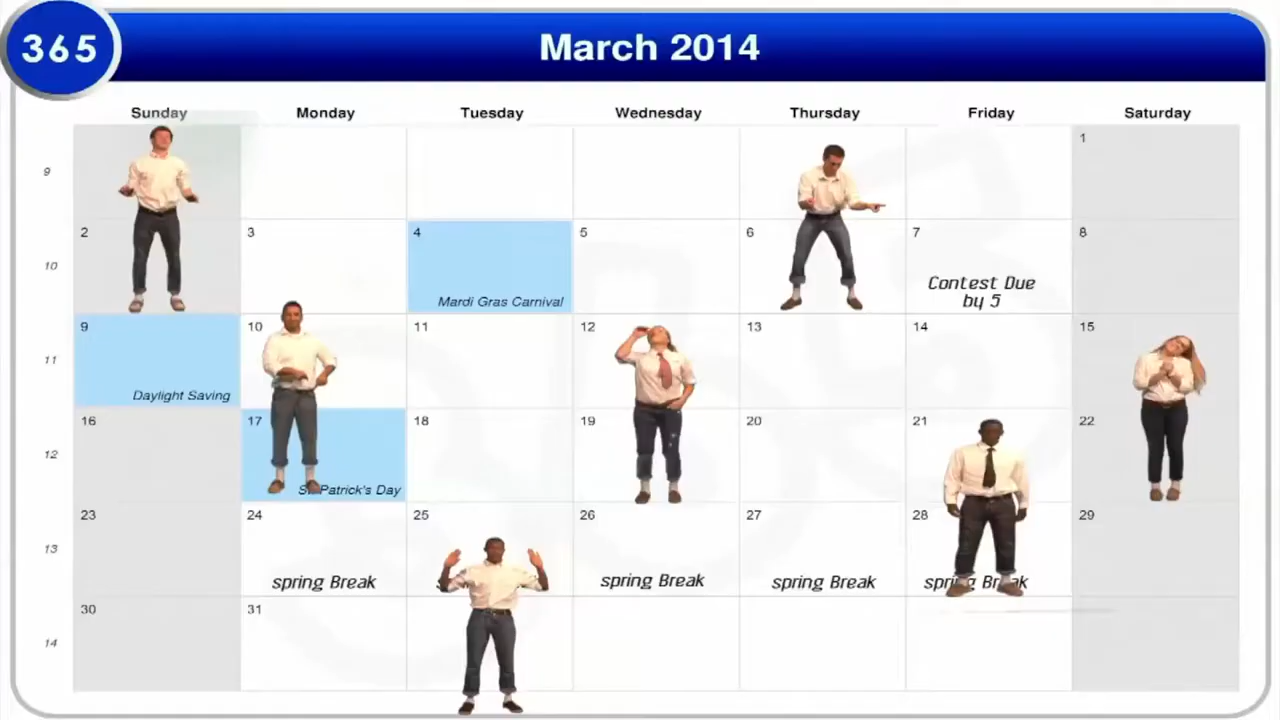 365
March 2014
Sunday Monday Tuesday Wednesday Thursday Friday Saturday
9
1
10
2 3 4 5 6 7 8
Mardi Gras Carnival
Contest Due
by 5
11
9 10 11 12 13 14 15
Daylight Saving
12
16 17 18 19 20 21 22
Patrick's Day
13
23 24 25 26 27 28 29
spring Break spring Break spring Break
14
30 31